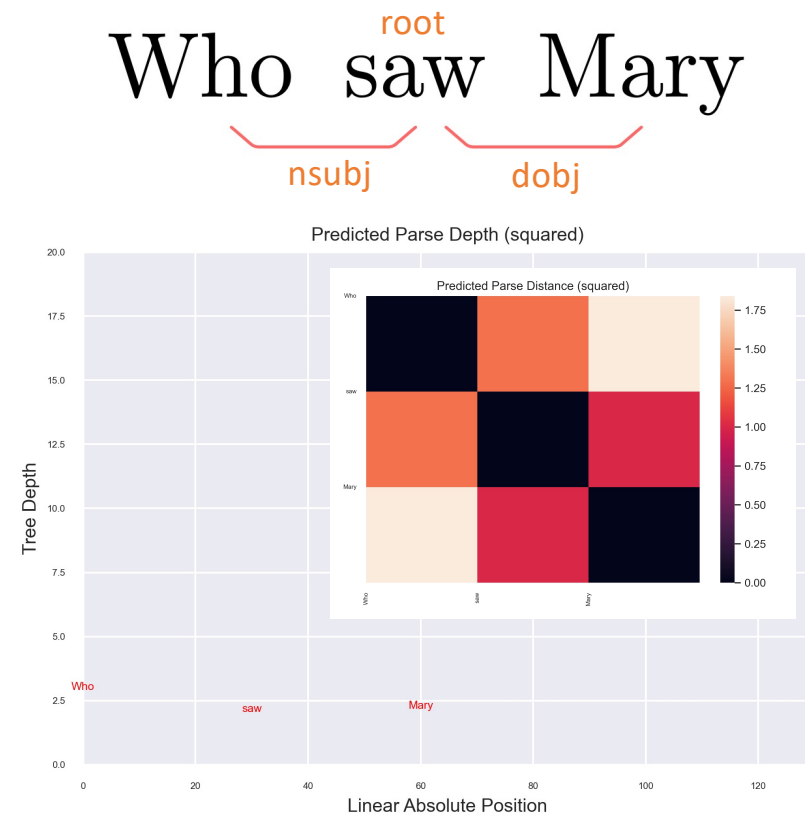 root
Who saw Mary
nsubj dobj
Predicted Parse Depth (squared)
20.0
17.5
15.0
12.5
10.0
7.5
5.0
2.5
0.0
Tree Depth
Predicted Parse Distance (squared)
Who
saw
Mary
Who saw Mary
1.75
1.50
1.25
1.00
0.75
0.50
0.25
0.00
Who
saw
Mary
0 20 40 60 80 100 120
Linear Absolute Position